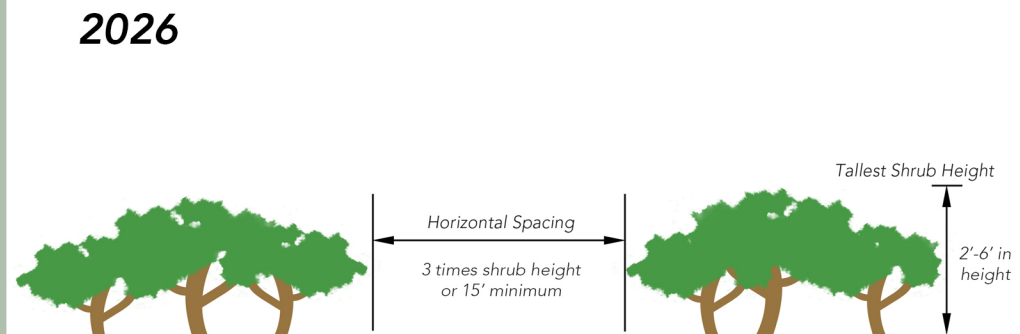 2026
Tallest Shrub Height
Horizontal Spacing
3 times shrub height
or 15’ minimum
2’-6’ in
height